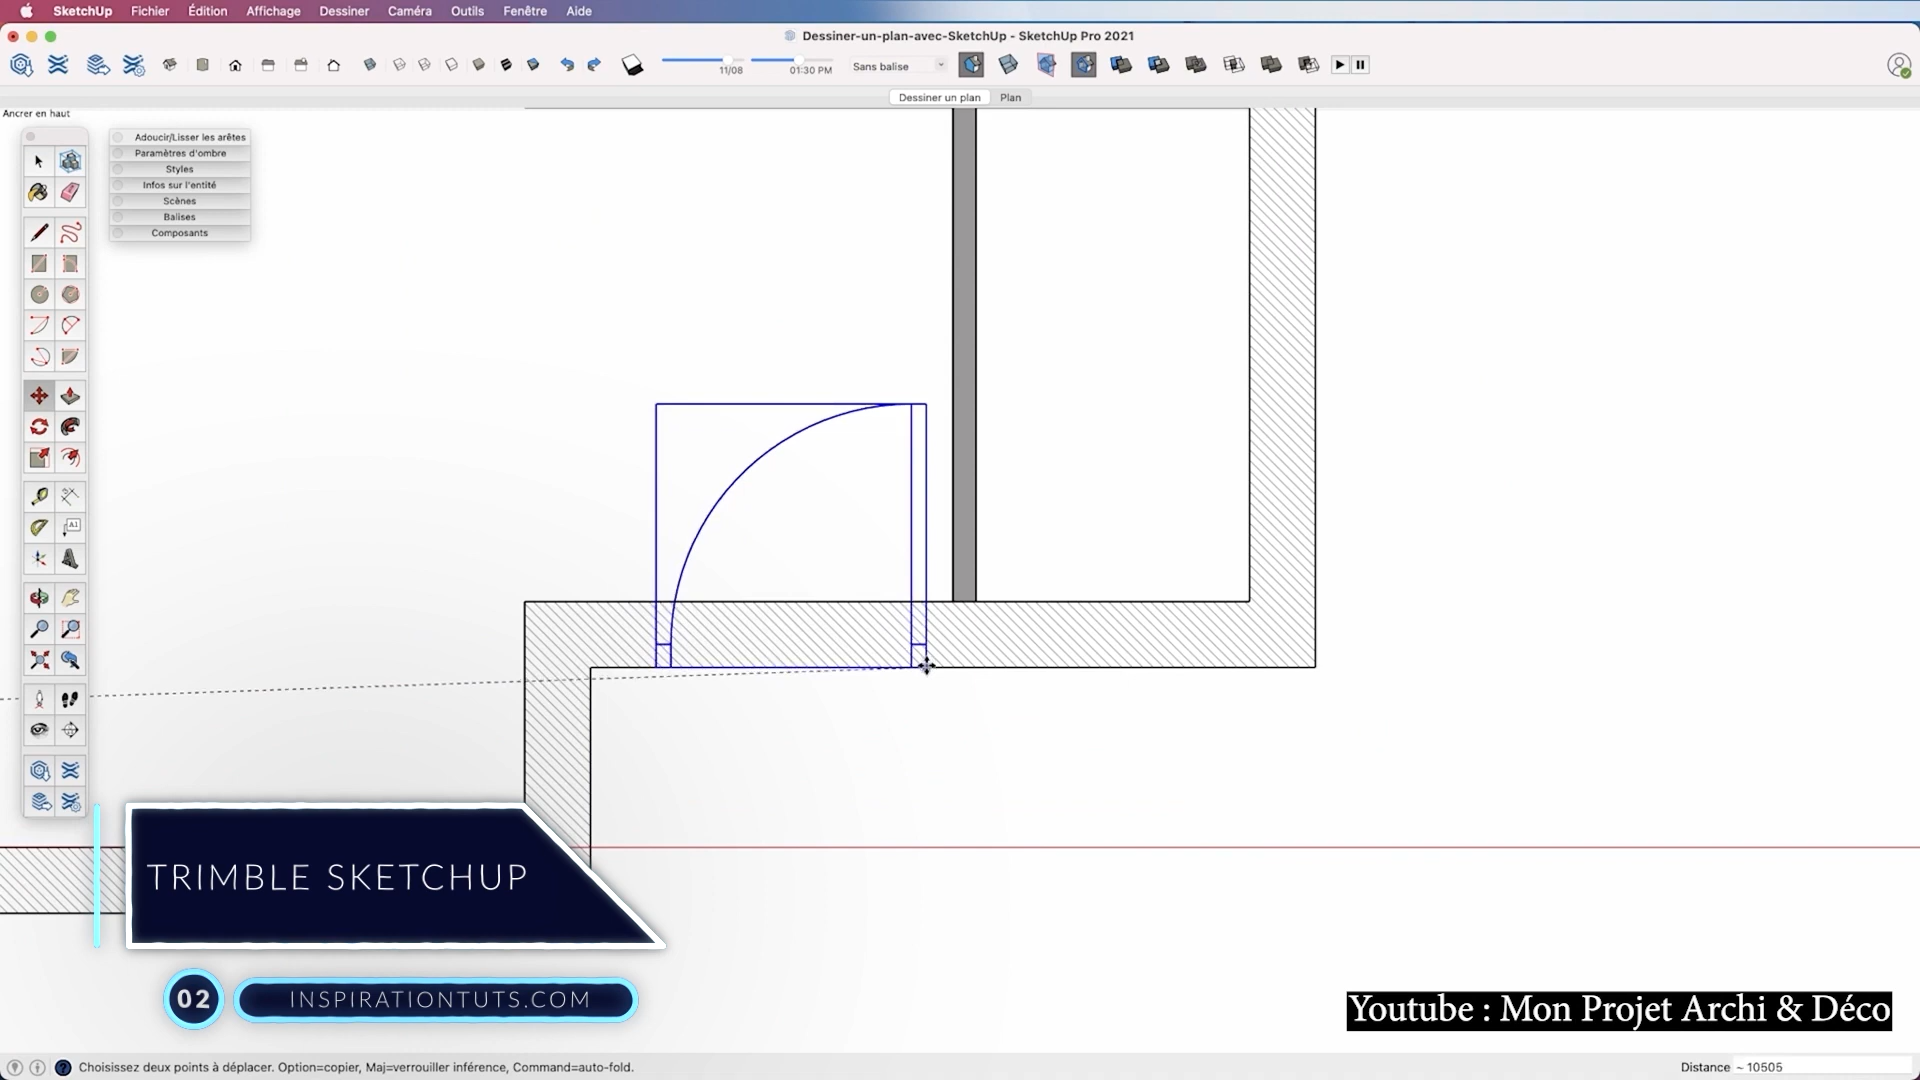 SketchUp Fichier Édition Affichage Dessiner Caméra Outils Fenêtre Aide
Dessiner-un-plan-avec-SketchUp - SketchUp Pro 2021
11/08 01:30 PM Sans balise
Dessiner un plan Plan
Ancrer en haut
Adoucir/Lisser les arêtes
Paramètres d'ombre
Styles
Infos sur l'entité
Scènes
Balises
Composants
A1
TRIMBLE SKETCHUP
02 INSPIRATIONTUTS.COM
Youtube : Mon Projet Archi & Déco
Choisissez deux points à déplacer. Option=copier, Maj=verrouiller inférence, Command=auto-fold.
Distance ~ 10505